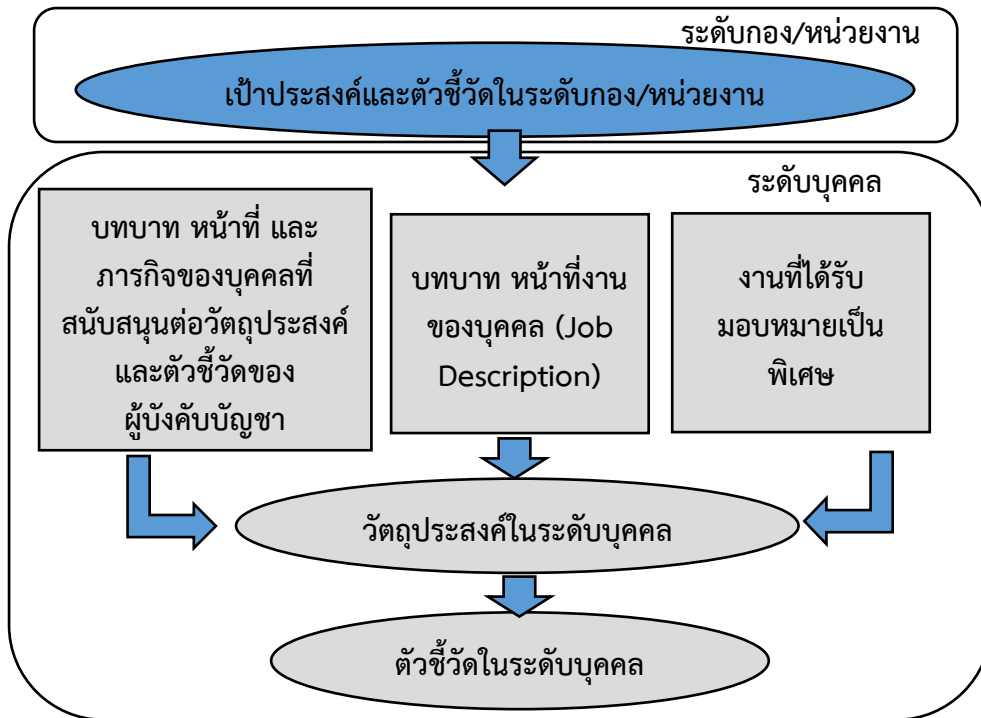 ระดับกอง/หน่วยงาน
เป้าประสงค์และตัวชี้วัดในระดับกอง/หน่วยงาน
ระดับบุคคล
บทบาท หน้าที่ และ
ภารกิจของบุคคลที่
สนับสนุนต่อวัตถุประสงค์
และตัวชี้วัดของ
ผู้บังคับบัญชา
บทบาท หน้าที่งาน
ของบุคคล (Job
Description)
งานที่ได้รับ
มอบหมายเป็น
พิเศษ
วัตถุประสงค์ในระดับบุคคล
ตัวชี้วัดในระดับบุคคล